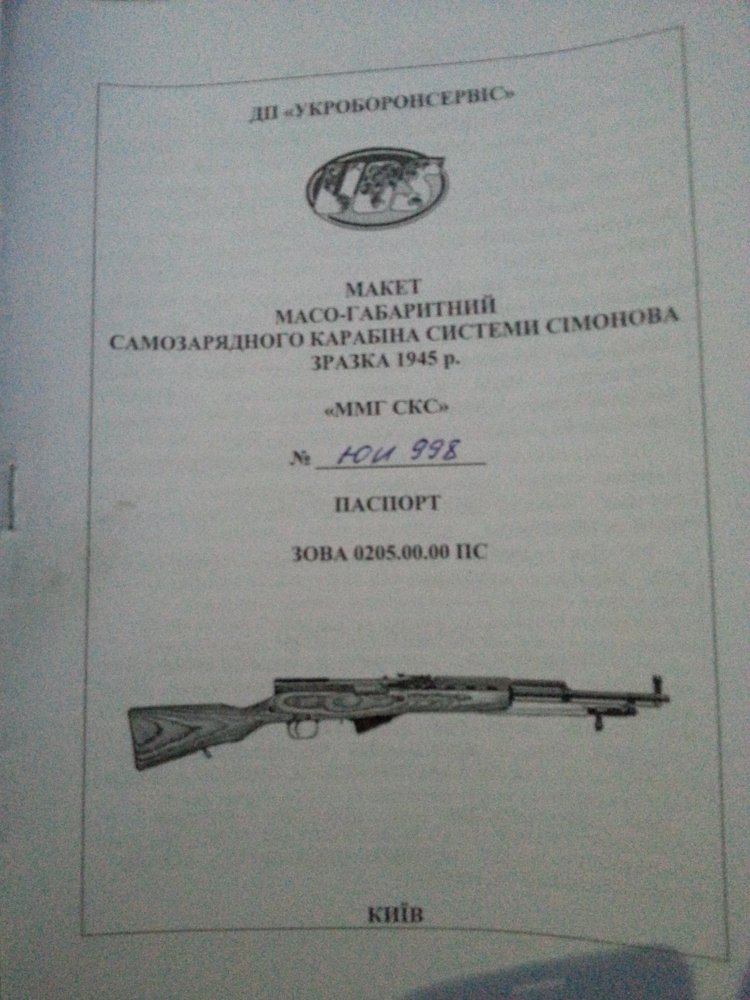 ДП «УКРОБОРОНСЕРВІС»
МАКЕТ
МАСО-ГАБАРИТНИЙ
САМОЗАРЯДНОГО КАРАБІНА СИСТЕМИ СІМОНОВА
ЗРАЗКА 1945 р.
«ММГ СКС»
№ ЮИ 998
ПАСПОРТ
ЗОВА 0205.00.00 ПС
КИЇВ